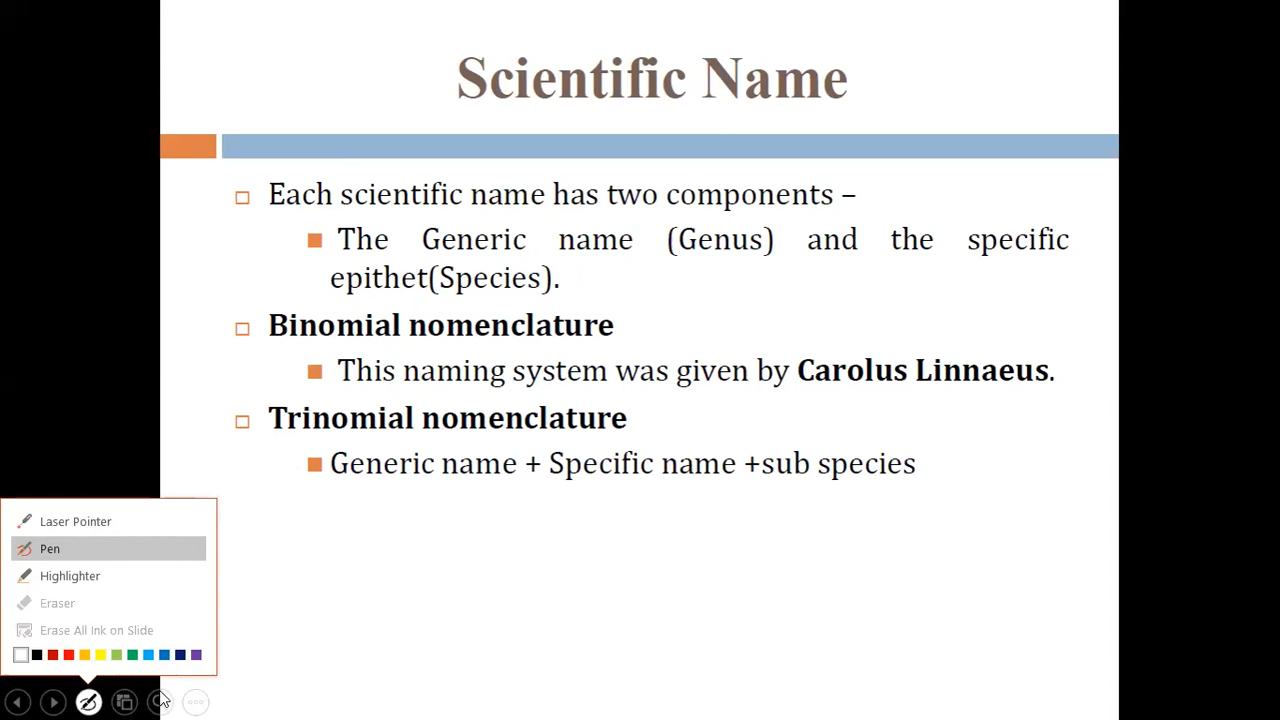 Scientific Name
Each scientific name has two components –
The Generic name (Genus) and the specific
epithet(Species).
Binomial nomenclature
This naming system was given by Carolus Linnaeus.
Trinomial nomenclature
Generic name + Specific name +sub species
Laser Pointer
Pen
Highlighter
Eraser
Erase All Ink on Slide